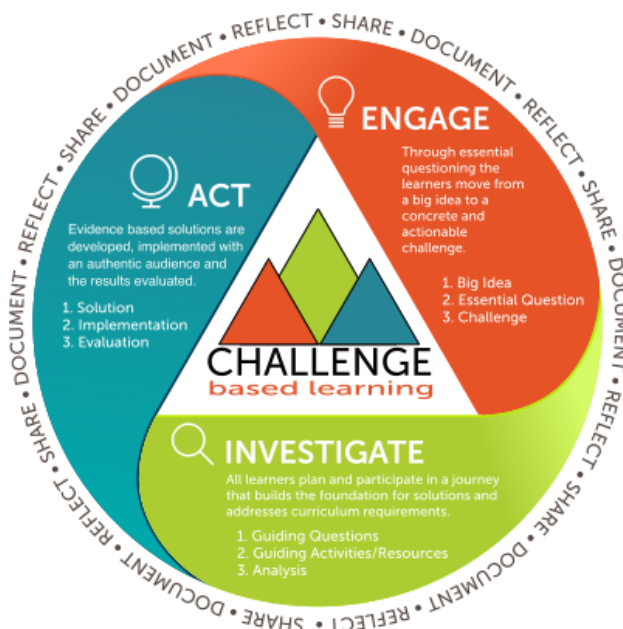 DOCUMENT • REFLECT • SHARE • DOCUMENT • REFLECT • SHARE • DOCUMENT • REFLECT • SHARE • DOCUMENT • REFLECT • SHARE • DOCUMENT • REFLECT • SHARE • DOCUMENT • REFLECT • SHARE •
ENGAGE
Through essential
questioning the
learners move from
a big idea to a
concrete and
actionable
challenge.
1. Big Idea
2. Essential Question
3. Challenge
ACT
Evidence based solutions are
developed, implemented with
an authentic audience and
the results evaluated.
1. Solution
2. Implementation
3. Evaluation
CHALLENGE
based learning
INVESTIGATE
All learners plan and participate in a journey
that builds the foundation for solutions and
addresses curriculum requirements.
1. Guiding Questions
2. Guiding Activities/Resources
3. Analysis